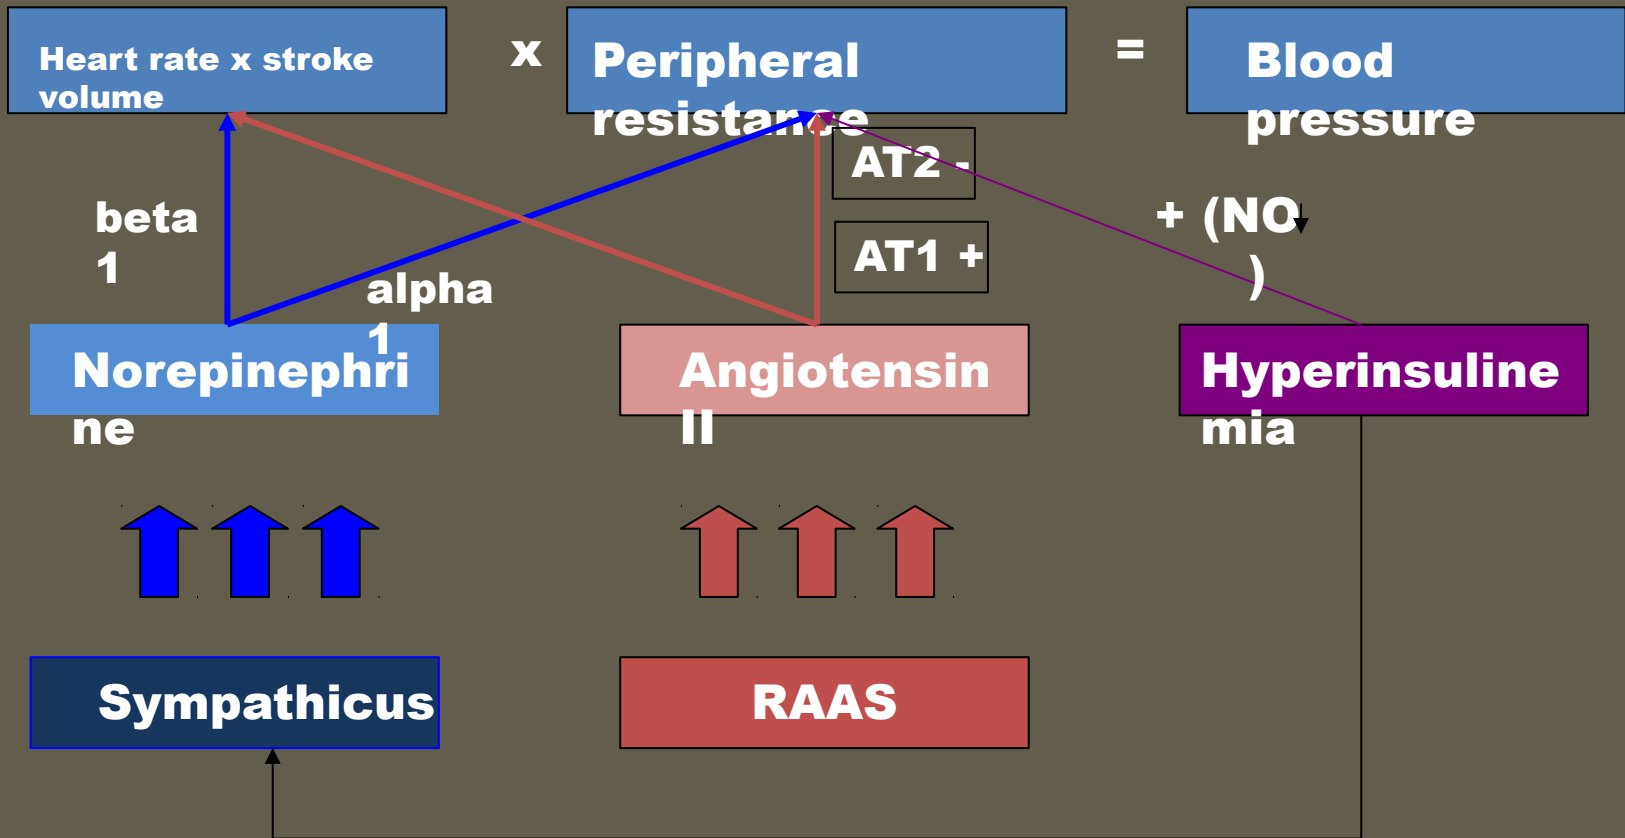 Heart rate x stroke
volume
x
Peripheral
resistance
=
Blood
pressure
AT2 -
beta
1
+ (NO
)
AT1 +
alpha
1
Norepinephri
ne
Angiotensin
II
Hyperinsuline
mia
Sympathicus
RAAS